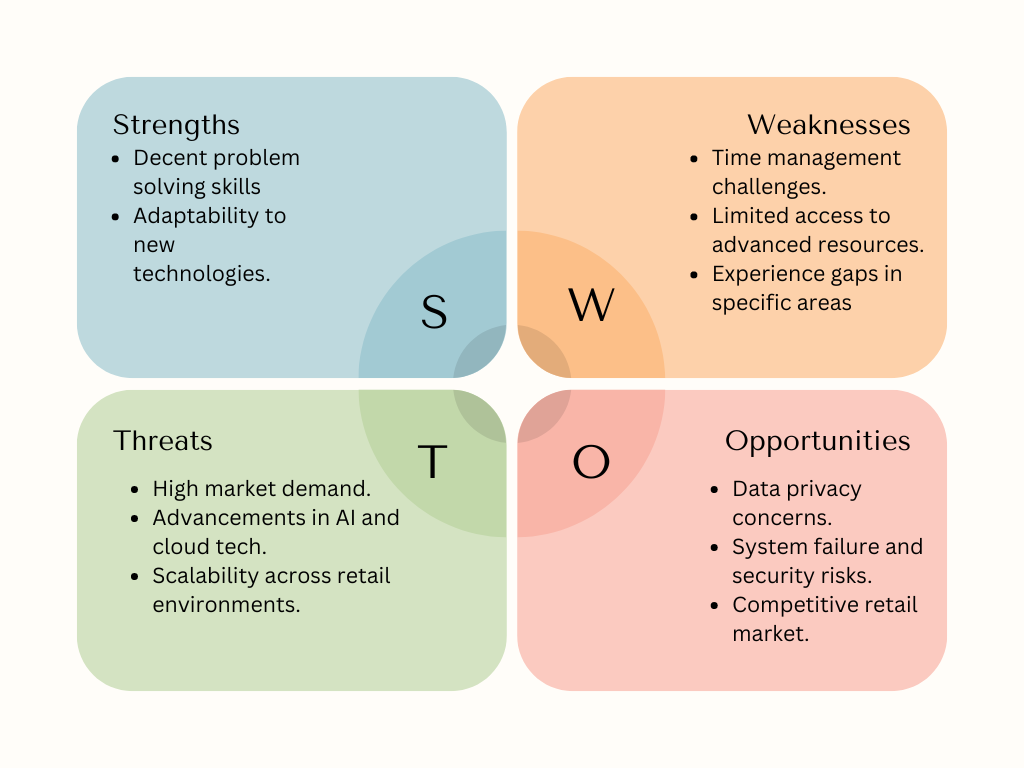 Strengths
• Decent problem
solving skills
• Adaptability to
new
technologies.
S
Weaknesses
• Time management
challenges.
• Limited access to
advanced resources.
• Experience gaps in
specific areas
W
Threats
• High market demand.
• Advancements in AI and
cloud tech.
• Scalability across retail
environments.
T
Opportunities
• Data privacy
concerns.
• System failure and
security risks.
• Competitive retail
market.
O